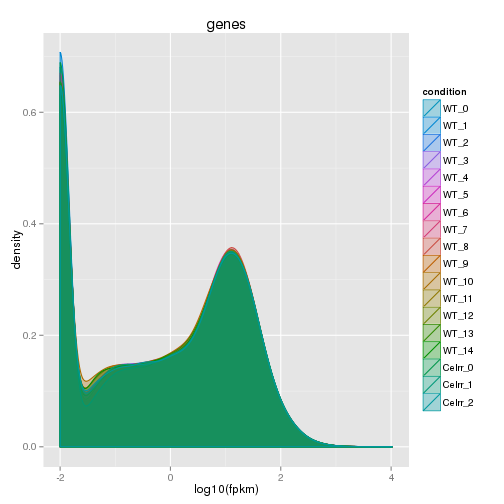 genes
density
0.6
0.4
0.2
0.0
-2
0
2
4
log10(fpkm)
condition
WT_0
WT_1
WT_2
WT_3
WT_4
WT_5
WT_6
WT_7
WT_8
WT_9
WT_10
WT_11
WT_12
WT_13
WT_14
Celrr_0
Celrr_1
Celrr_2